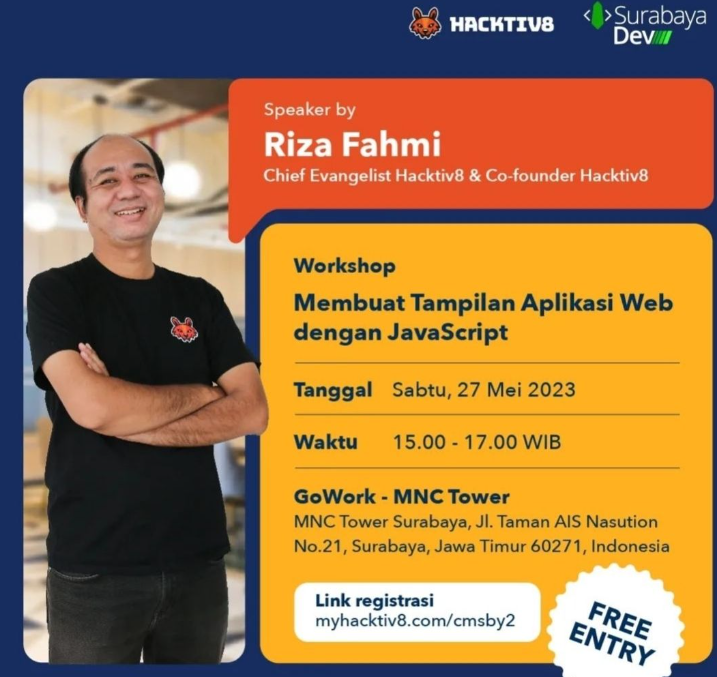 HACKTIV8
Surabaya
Dev
Speaker by
Riza Fahmi
Chief Evangelist Hacktiv8 & Co-founder Hacktiv8
Workshop
Membuat Tampilan Aplikasi Web
dengan JavaScript
Tanggal Sabtu, 27 Mei 2023
Waktu 15.00 - 17.00 WIB
GoWork - MNC Tower
MNC Tower Surabaya, Jl. Taman AIS Nasution
No.21, Surabaya, Jawa Timur 60271, Indonesia
Link registrasi
myhacktiv8.com/cmsby2
FREE
ENTRY